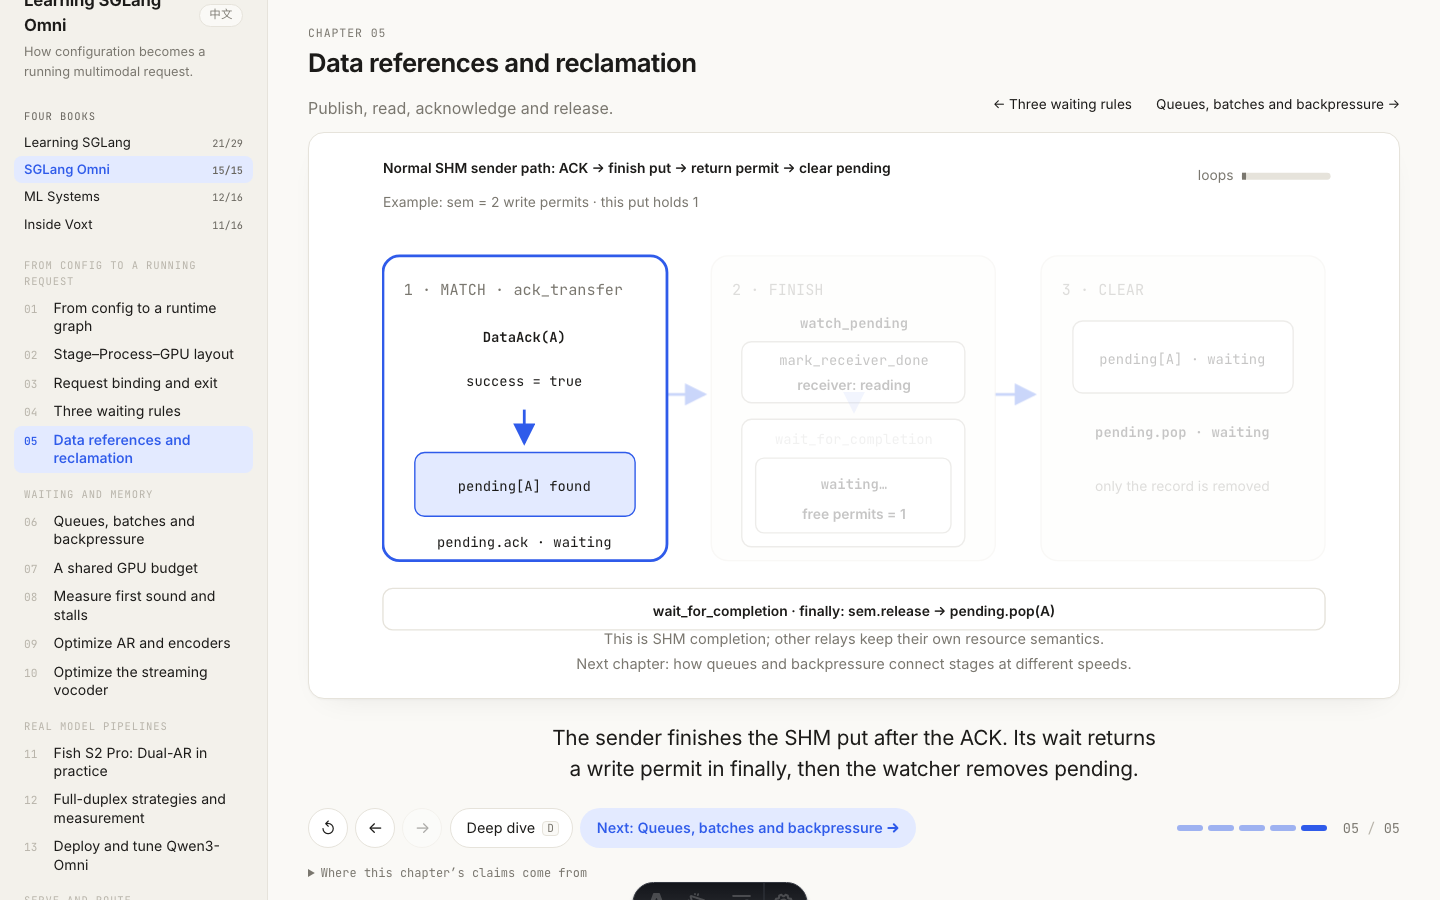 Learning SGLang
Omni
中文
How configuration becomes a
running multimodal request.
FOUR BOOKS
Learning SGLang 21/29
SGLang Omni 15/15
ML Systems 12/16
Inside Voxt 11/16
FROM CONFIG TO A RUNNING
REQUEST
01 From config to a runtime
graph
02 Stage–Process–GPU layout
03 Request binding and exit
04 Three waiting rules
05 Data references and
reclamation
WAITING AND MEMORY
06 Queues, batches and
backpressure
07 A shared GPU budget
08 Measure first sound and
stalls
09 Optimize AR and encoders
10 Optimize the streaming
vocoder
REAL MODEL PIPELINES
11 Fish S2 Pro: Dual-AR in
practice
12 Full-duplex strategies and
measurement
13 Deploy and tune Qwen3-
Omni
SERVE AND ROUTE
CHAPTER 05
Data references and reclamation
Publish, read, acknowledge and release.
← Three waiting rules Queues, batches and backpressure →
Normal SHM sender path: ACK → finish put → return permit → clear pending
loops
Example: sem = 2 write permits · this put holds 1
1 · MATCH · ack_transfer
DataAck(A)
success = true
pending[A] found
pending.ack · waiting
2 · FINISH
watch_pending
mark_receiver_done
receiver: reading
wait_for_completion
waiting…
free permits = 1
3 · CLEAR
pending[A] · waiting
pending.pop · waiting
only the record is removed
wait_for_completion · finally: sem.release → pending.pop(A)
This is SHM completion; other relays keep their own resource semantics.
Next chapter: how queues and backpressure connect stages at different speeds.
The sender finishes the SHM put after the ACK. Its wait returns
a write permit in finally, then the watcher removes pending.
Deep dive D
Next: Queues, batches and backpressure →
05 / 05
Where this chapter's claims come from